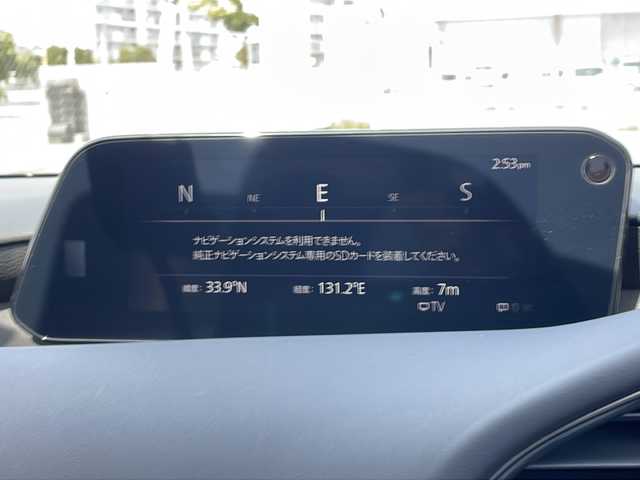 2:53pm
N NE E SE S
ナビゲーションシステムを利用できません。
純正ナビゲーションシステム専用のSDカードを装着してください。
緯度: 33.9°N 経度: 131.2°E 高度: 7m
TV